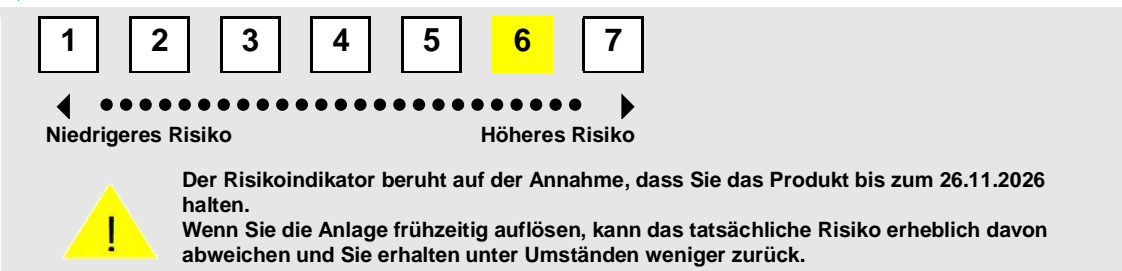 1 2 3 4 5 6 7
Niedrigeres Risiko Höheres Risiko
Der Risikoindikator beruht auf der Annahme, dass Sie das Produkt bis zum 26.11.2026
halten.
Wenn Sie die Anlage frühzeitig auflösen, kann das tatsächliche Risiko erheblich davon
abweichen und Sie erhalten unter Umständen weniger zurück.
!